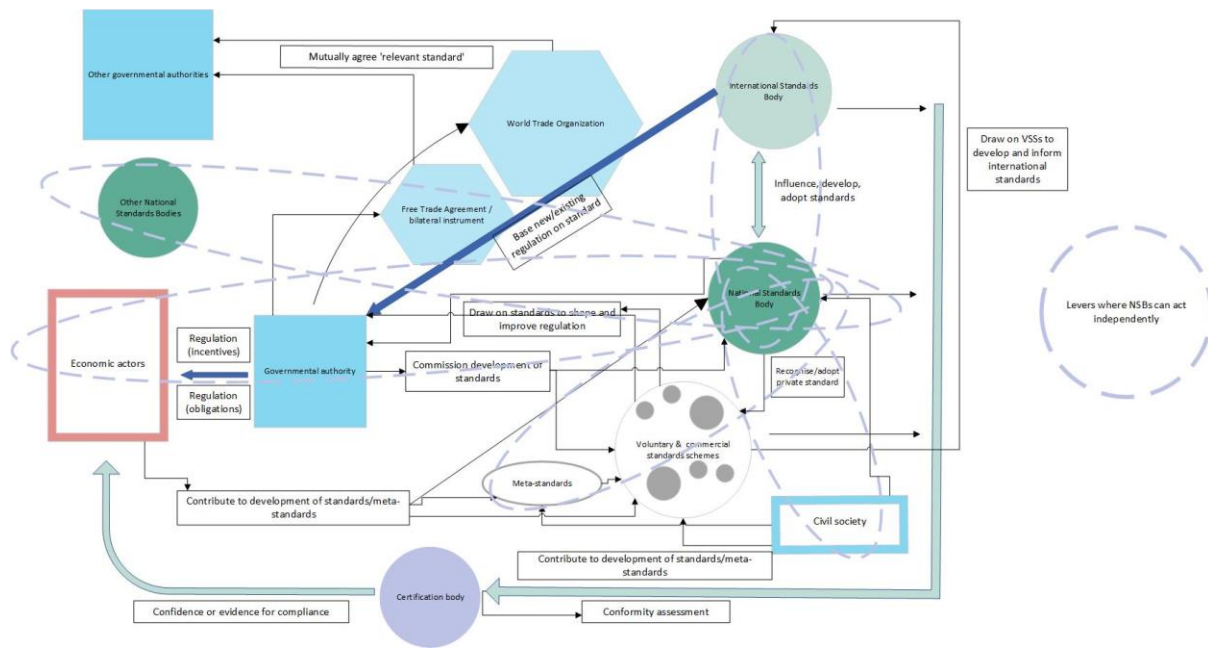 Other governmental authorities
Mutually agree 'relevant standard'
World Trade Organization
International Standards
Body
Draw on VSSs to
develop and inform
international
standards
Other National
Standards Bodies
Free Trade Agreement /
bilateral instrument
Base new/existing
regulation on standard
Influence, develop,
adopt standards
National Standards
Body
Levers where NSBs can act
independently
Economic actors
Regulation
(incentives)
Regulation
(obligations)
Governmental authority
Draw on standards to shape and
improve regulation
Commission development of
standards
Recognise/adopt
private standard
Voluntary & commercial
standards schemes
Meta-standards
Contribute to development of standards/meta-
standards
Civil society
Contribute to development of standards/meta-
standards
Certification body
Confidence or evidence for compliance
Conformity assessment